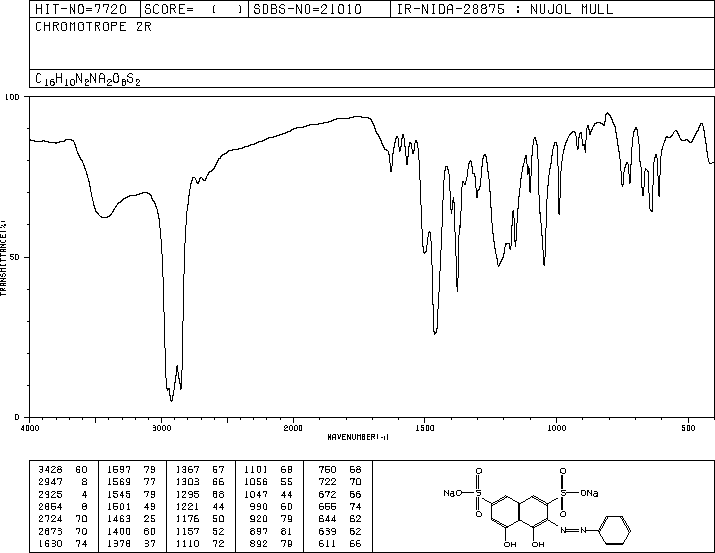 HIT-NO=7720 SCORE= ( ) SDBS-NO=21010 IR-NIDA-28875 : NUJOL MULL
CHROMOTROPE 2R
C16H10N2NA2O8S2
100
50
0
TRANSMITTANCE(%)
4000 3000 2000 1500 1000 500
WAVENUMBER(-1)
3428 60 1597 79 1367 67 1101 68 750 68
2947 8 1569 77 1303 66 1056 55 722 70
2925 4 1545 79 1295 68 1047 44 672 66
2854 8 1501 49 1221 44 990 60 666 74
2724 70 1463 25 1176 50 920 79 644 62
2673 70 1400 60 1157 52 897 81 639 62
1630 74 1378 37 1110 72 892 79 611 66
O O
NaO S S ONa
O O
N N
OH OH